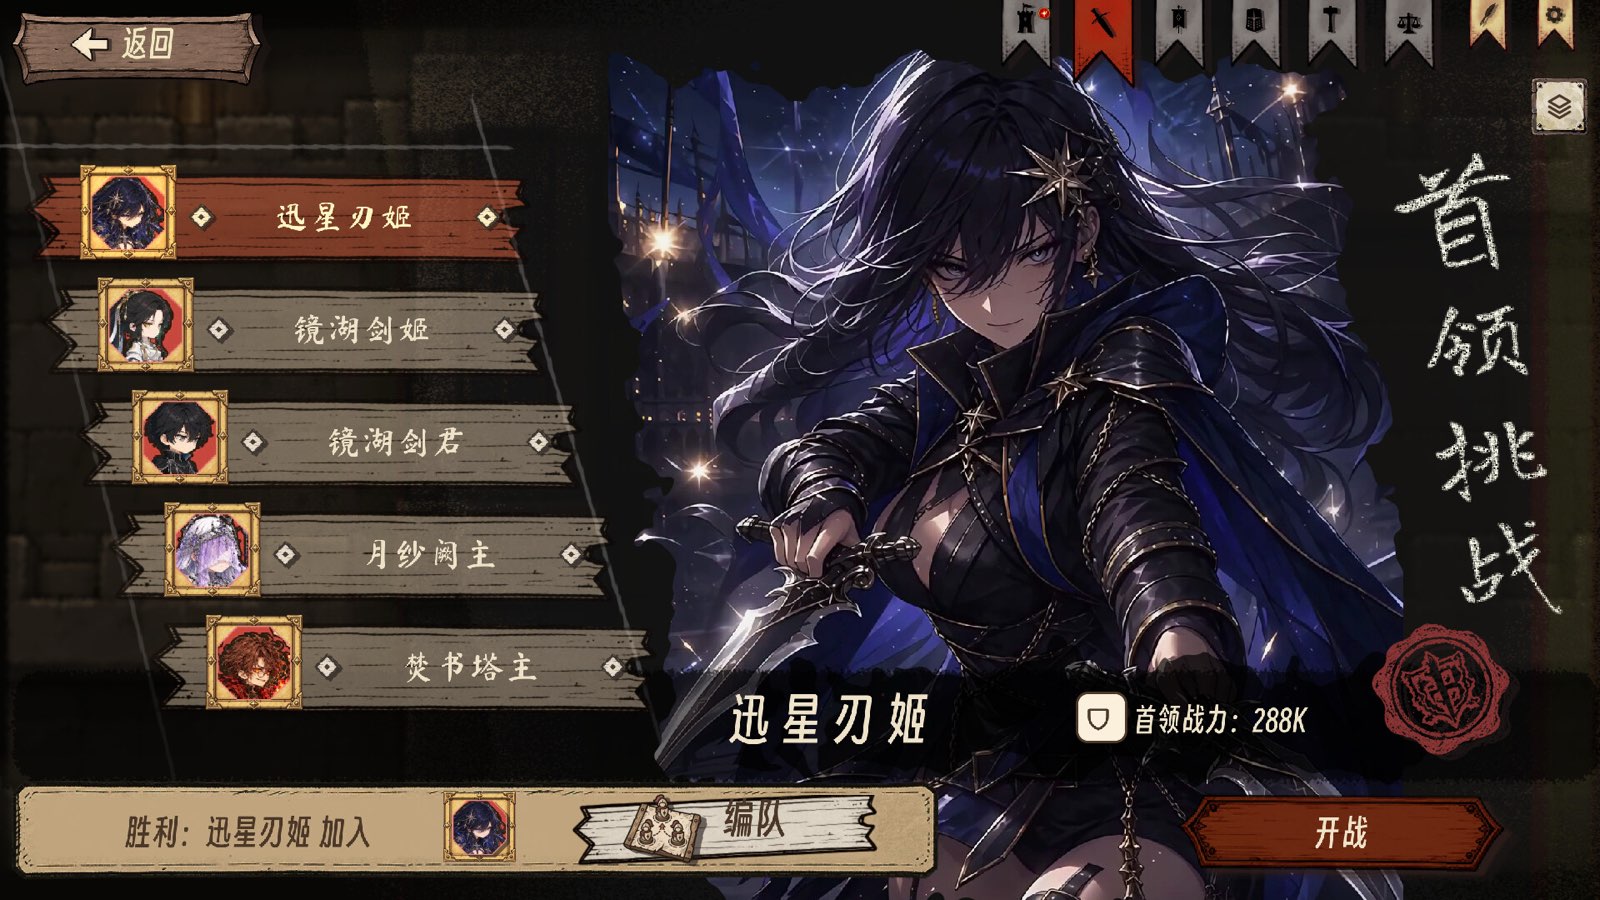 返回
迅星刃姬
镜湖剑姬
镜湖剑君
月纱阙主
焚书塔主
首领挑战
迅星刃姬
首领战力：288K
胜利：迅星刃姬 加入
编队
开战